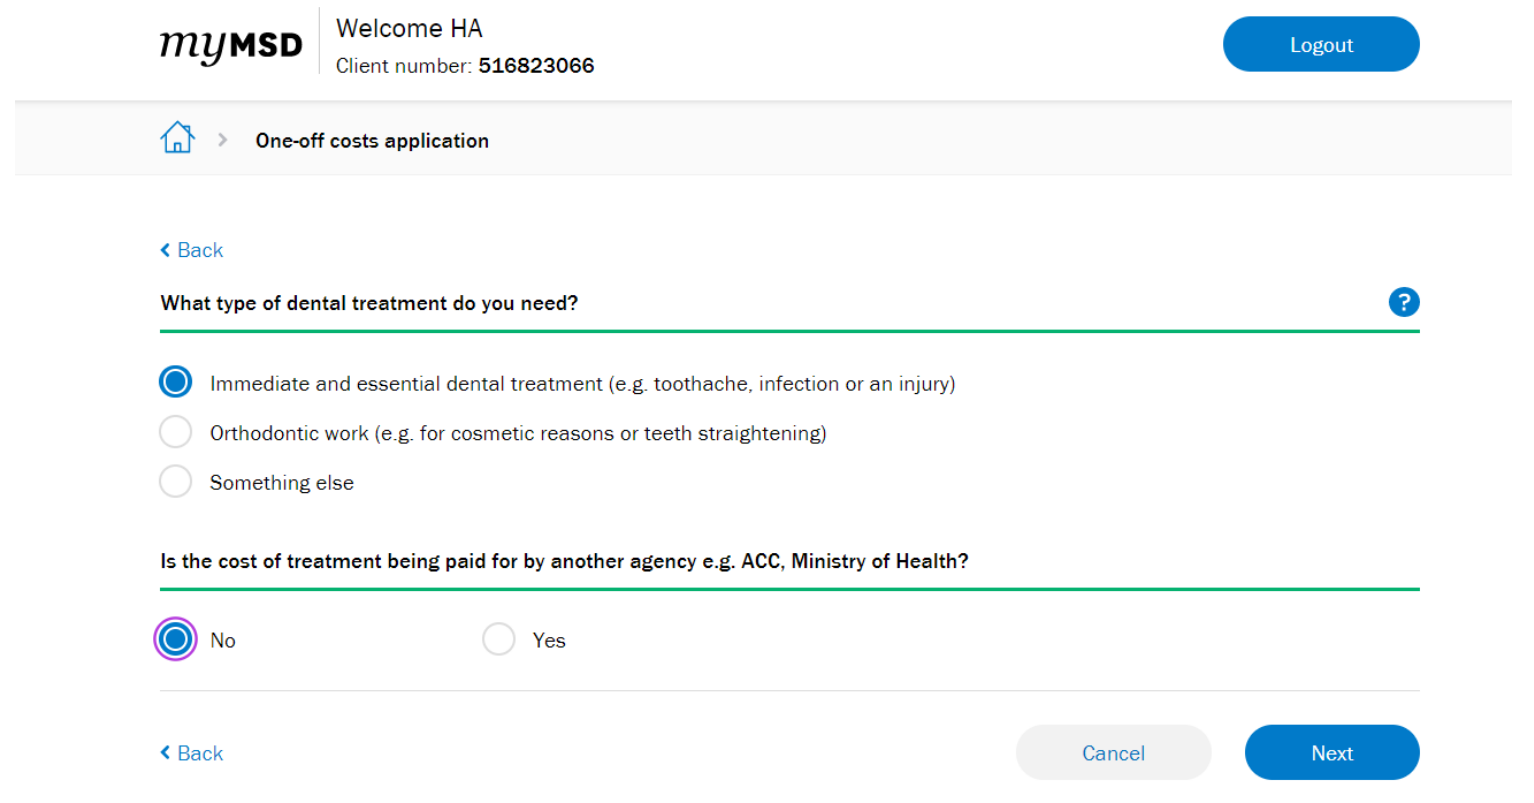 myMSD
Welcome HA
Client number: 516823066
Logout
One-off costs application
Back
What type of dental treatment do you need?
?
Immediate and essential dental treatment (e.g. toothache, infection or an injury)
Orthodontic work (e.g. for cosmetic reasons or teeth straightening)
Something else
Is the cost of treatment being paid for by another agency e.g. ACC, Ministry of Health?
No
Yes
Back
Cancel
Next